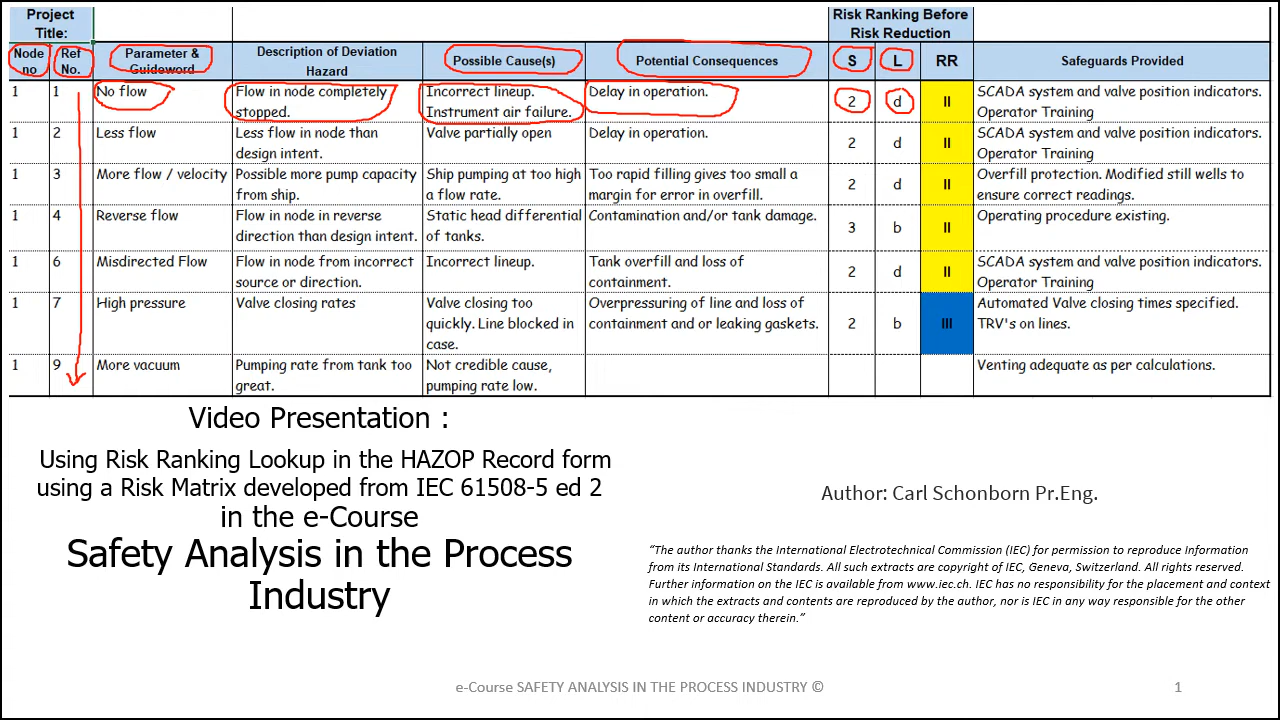 Project
Title:
Risk Ranking Before
Risk Reduction
Node
no
Ref
No.
Parameter &
Guideword
Description of Deviation
Hazard
Possible Cause(s)
Potential Consequences
S
L
RR
Safeguards Provided
1
1
No flow
Flow in node completely
stopped.
Incorrect lineup.
Instrument air failure.
Delay in operation.
2
d
II
SCADA system and valve position indicators.
Operator Training
1
2
Less flow
Less flow in node than
design intent.
Valve partially open
Delay in operation.
2
d
II
SCADA system and valve position indicators.
Operator Training
1
3
More flow / velocity
Possible more pump capacity
from ship.
Ship pumping at too high
a flow rate.
Too rapid filling gives too small a
margin for error in overfill.
2
d
II
Overfill protection. Modified still wells to
ensure correct readings.
1
4
Reverse flow
Flow in node in reverse
direction than design intent.
Static head differential
of tanks.
Contamination and/or tank damage.
3
b
II
Operating procedure existing.
1
6
Misdirected Flow
Flow in node from incorrect
source or direction.
Incorrect lineup.
Tank overfill and loss of
containment.
2
d
II
SCADA system and valve position indicators.
Operator Training
1
7
High pressure
Valve closing rates
Valve closing too
quickly. Line blocked in
case.
Overpressuring of line and loss of
containment and or leaking gaskets.
2
b
III
Automated Valve closing times specified.
TRV's on lines.
1
9
More vacuum
Pumping rate from tank too
great.
Not credible cause,
pumping rate low.
Venting adequate as per calculations.
Video Presentation :
Using Risk Ranking Lookup in the HAZOP Record form
using a Risk Matrix developed from IEC 61508-5 ed 2
in the e-Course
Safety Analysis in the Process
Industry
Author: Carl Schonborn Pr.Eng.
“The author thanks the International Electrotechnical Commission (IEC) for permission to reproduce Information
from its International Standards. All such extracts are copyright of IEC, Geneva, Switzerland. All rights reserved.
Further information on the IEC is available from www.iec.ch. IEC has no responsibility for the placement and context
in which the extracts and contents are reproduced by the author, nor is IEC in any way responsible for the other
content or accuracy therein.”
e-Course SAFETY ANALYSIS IN THE PROCESS INDUSTRY ©
1